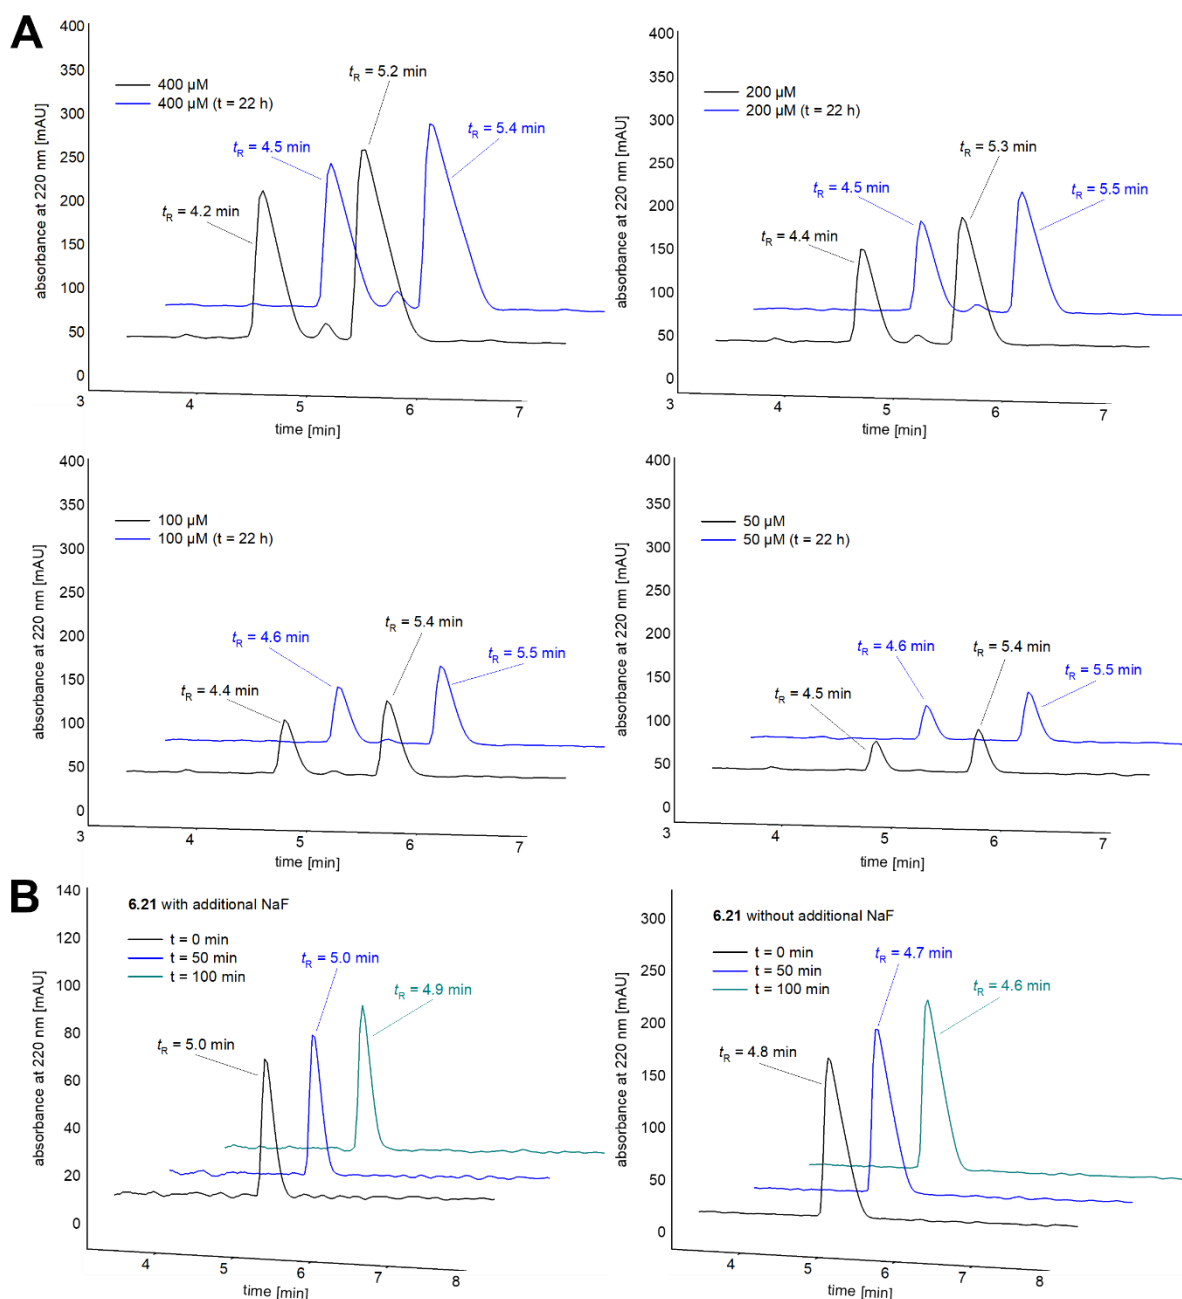 A
absorbance at 220 nm [mAU]
400
350
300
250
200
150
100
50
0
400 µM
400 µM (t = 22 h)
tR = 5.2 min
tR = 4.5 min
tR = 5.4 min
tR = 4.2 min
3 4 5 6 7
time [min]
absorbance at 220 nm [mAU]
400
350
300
250
200
150
100
50
0
200 µM
200 µM (t = 22 h)
tR = 5.3 min
tR = 4.5 min
tR = 5.5 min
tR = 4.4 min
3 4 5 6 7
time [min]
absorbance at 220 nm [mAU]
400
350
300
250
200
150
100
50
0
100 µM
100 µM (t = 22 h)
tR = 5.4 min
tR = 4.6 min
tR = 5.5 min
tR = 4.4 min
3 4 5 6 7
time [min]
absorbance at 220 nm [mAU]
400
350
300
250
200
150
100
50
0
50 µM
50 µM (t = 22 h)
tR = 5.4 min
tR = 4.6 min
tR = 5.5 min
tR = 4.5 min
3 4 5 6 7
time [min]
B
absorbance at 220 nm [mAU]
140
120
100
80
60
40
20
0
6.21 with additional NaF
t = 0 min
t = 50 min
t = 100 min
tR = 5.0 min
tR = 4.9 min
tR = 5.0 min
4 5 6 7 8
time [min]
absorbance at 220 nm [mAU]
300
250
200
150
100
50
0
6.21 without additional NaF
t = 0 min
t = 50 min
t = 100 min
tR = 4.7 min
tR = 4.6 min
tR = 4.8 min
4 5 6 7 8
time [min]